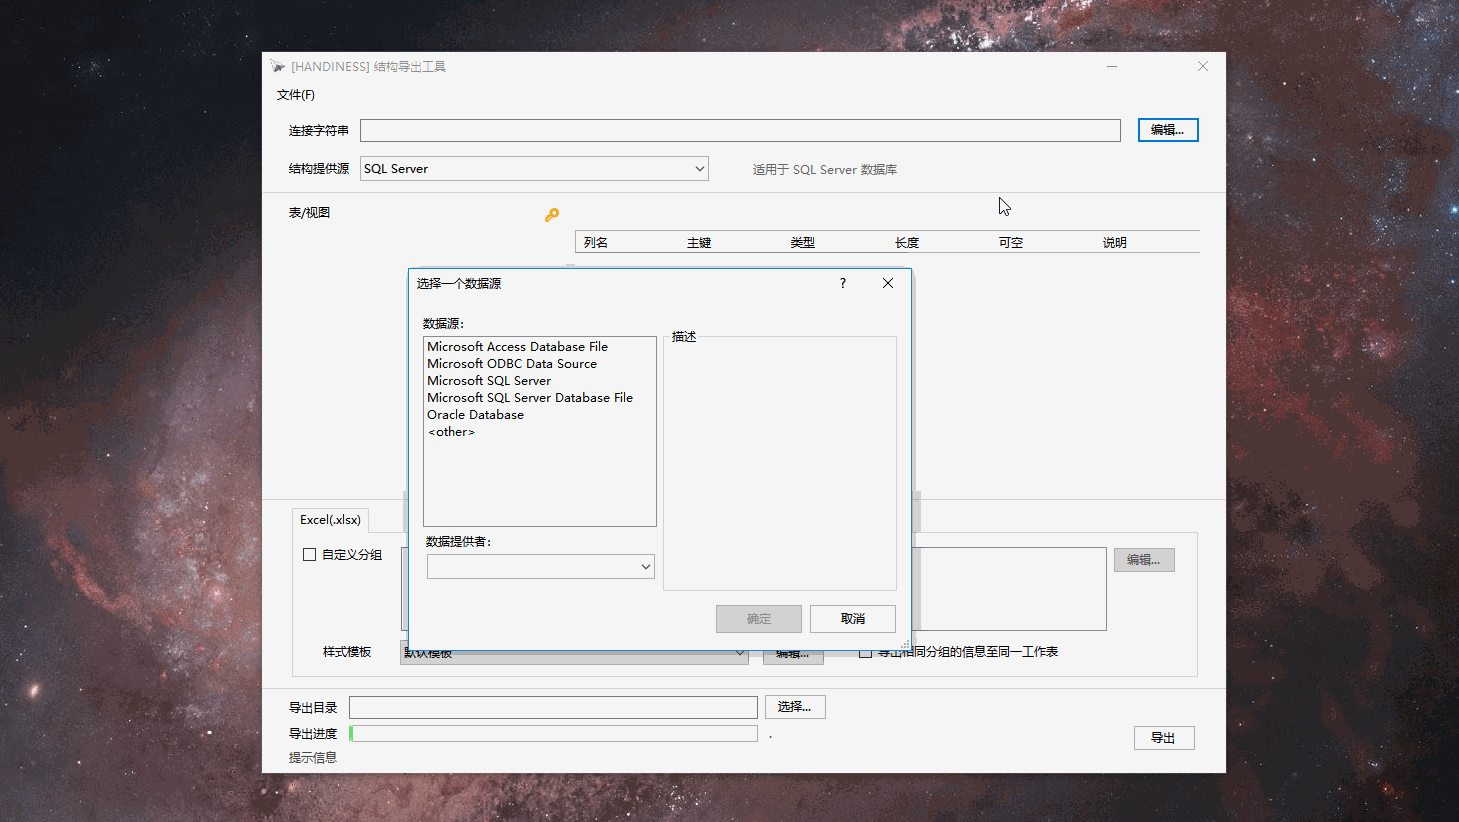 [HANDINESS] 结构导出工具
文件(F)
连接字符串
编辑...
结构提供源
SQL Server
适用于 SQL Server 数据库
表/视图
列名
主键
类型
长度
可空
说明
选择一个数据源
?
数据源:
Microsoft Access Database File
Microsoft ODBC Data Source
Microsoft SQL Server
Microsoft SQL Server Database File
Oracle Database
<other>
描述
数据提供者:
确定
取消
Excel(.xlsx)
自定义分组
编辑...
样式模板
默认模板
编辑...
导出相同分组的信息至同一工作表
导出目录
选择...
导出进度
.
导出
提示信息